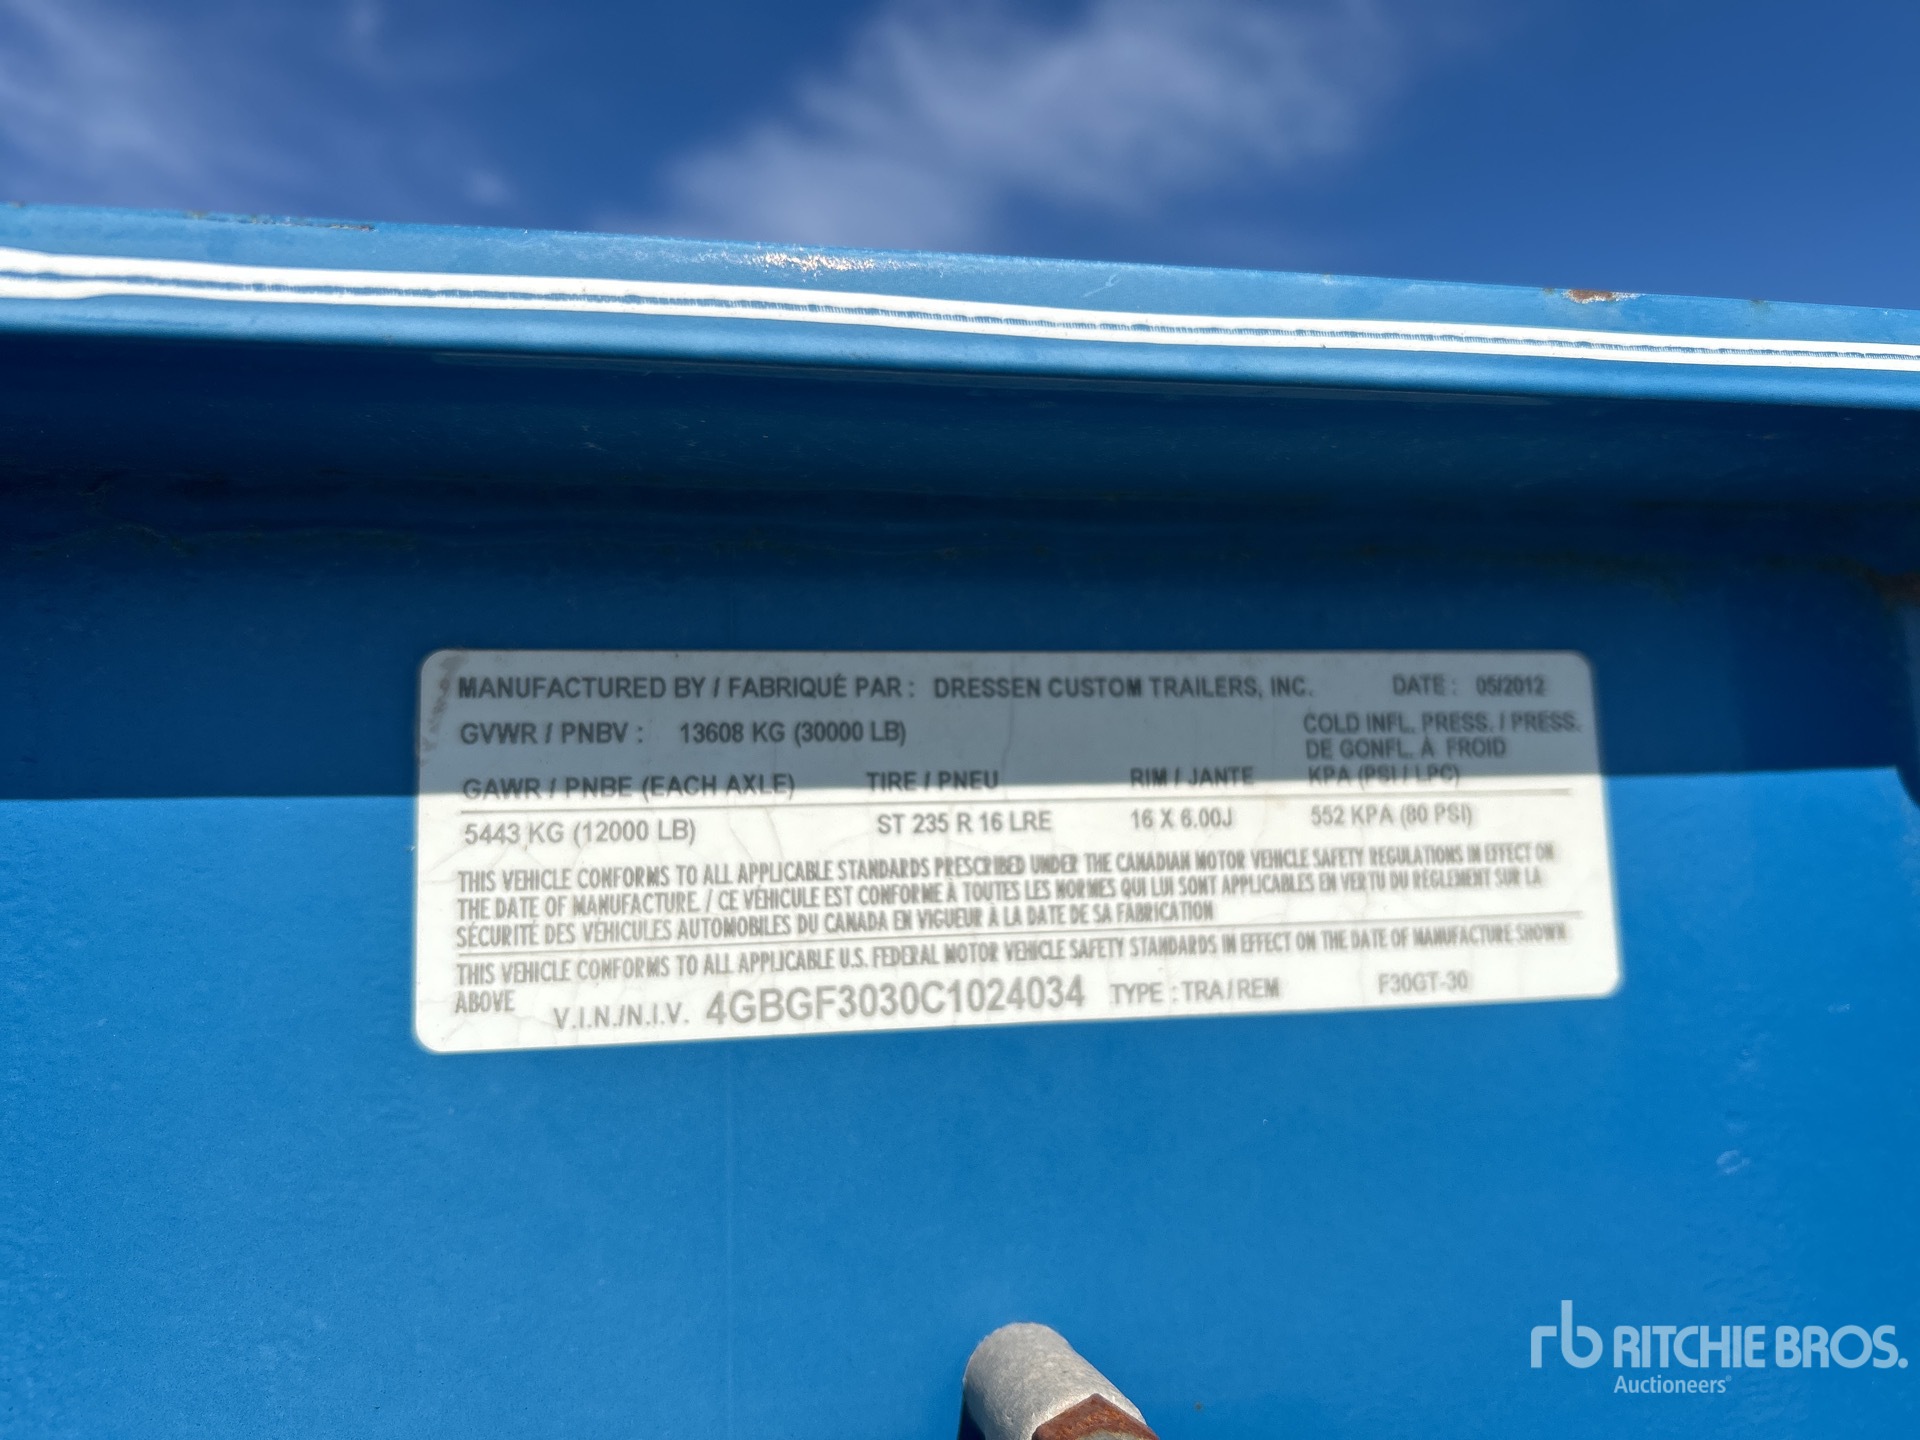 MANUFACTURED BY / FABRIQUÉ PAR : DRESSEN CUSTOM TRAILERS, INC. DATE : 05/2012
GVWR / PNBV : 13608 KG (30000 LB)
COLD INFL. PRESS. / PRESS.
DE GONFL. À FROID
GAWR / PNBE (EACH AXLE) TIRE / PNEU RIM / JANTE KPA (PSI / LPC)
5443 KG (12000 LB) ST 235 R 16 LRE 16 X 6.00J 552 KPA (80 PSI)
THIS VEHICLE CONFORMS TO ALL APPLICABLE STANDARDS PRESCRIBED UNDER THE CANADIAN MOTOR VEHICLE SAFETY REGULATIONS IN EFFECT ON
THE DATE OF MANUFACTURE. / CE VÉHICULE EST CONFORME À TOUTES LES NORMES QUI LUI SONT APPLICABLES EN VERTU DU RÈGLEMENT SUR LA
SÉCURITÉ DES VÉHICULES AUTOMOBILES DU CANADA EN VIGUEUR À LA DATE DE SA FABRICATION
THIS VEHICLE CONFORMS TO ALL APPLICABLE U.S. FEDERAL MOTOR VEHICLE SAFETY STANDARDS IN EFFECT ON THE DATE OF MANUFACTURE SHOWN
ABOVE
V.I.N./N.I.V. 4GBGF3030C1024034 TYPE : TRA / REM F30GT-30
rb RITCHIE BROS.
Auctioneers